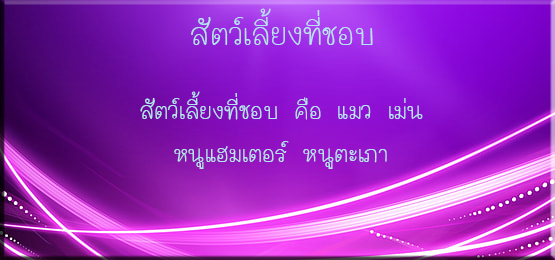 สัตว์เลี้ยงที่ชอบ
สัตว์เลี้ยงที่ชอบ คือ แมว เม่น
หนูแฮมเตอร์ หนูตะเภา